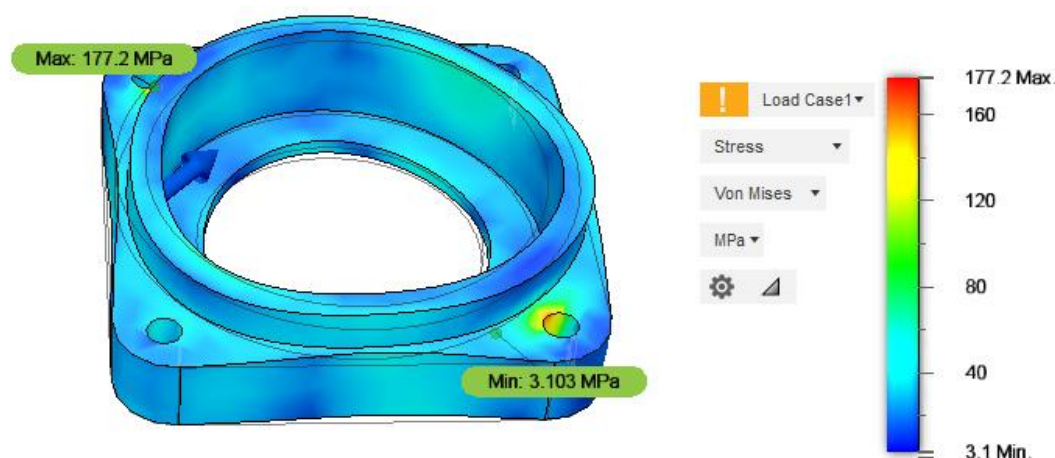 Max: 177.2 MPa
Min: 3.103 MPa
! Load Case1
Stress
Von Mises
MPa
177.2 Max.
160
120
80
40
3.1 Min.